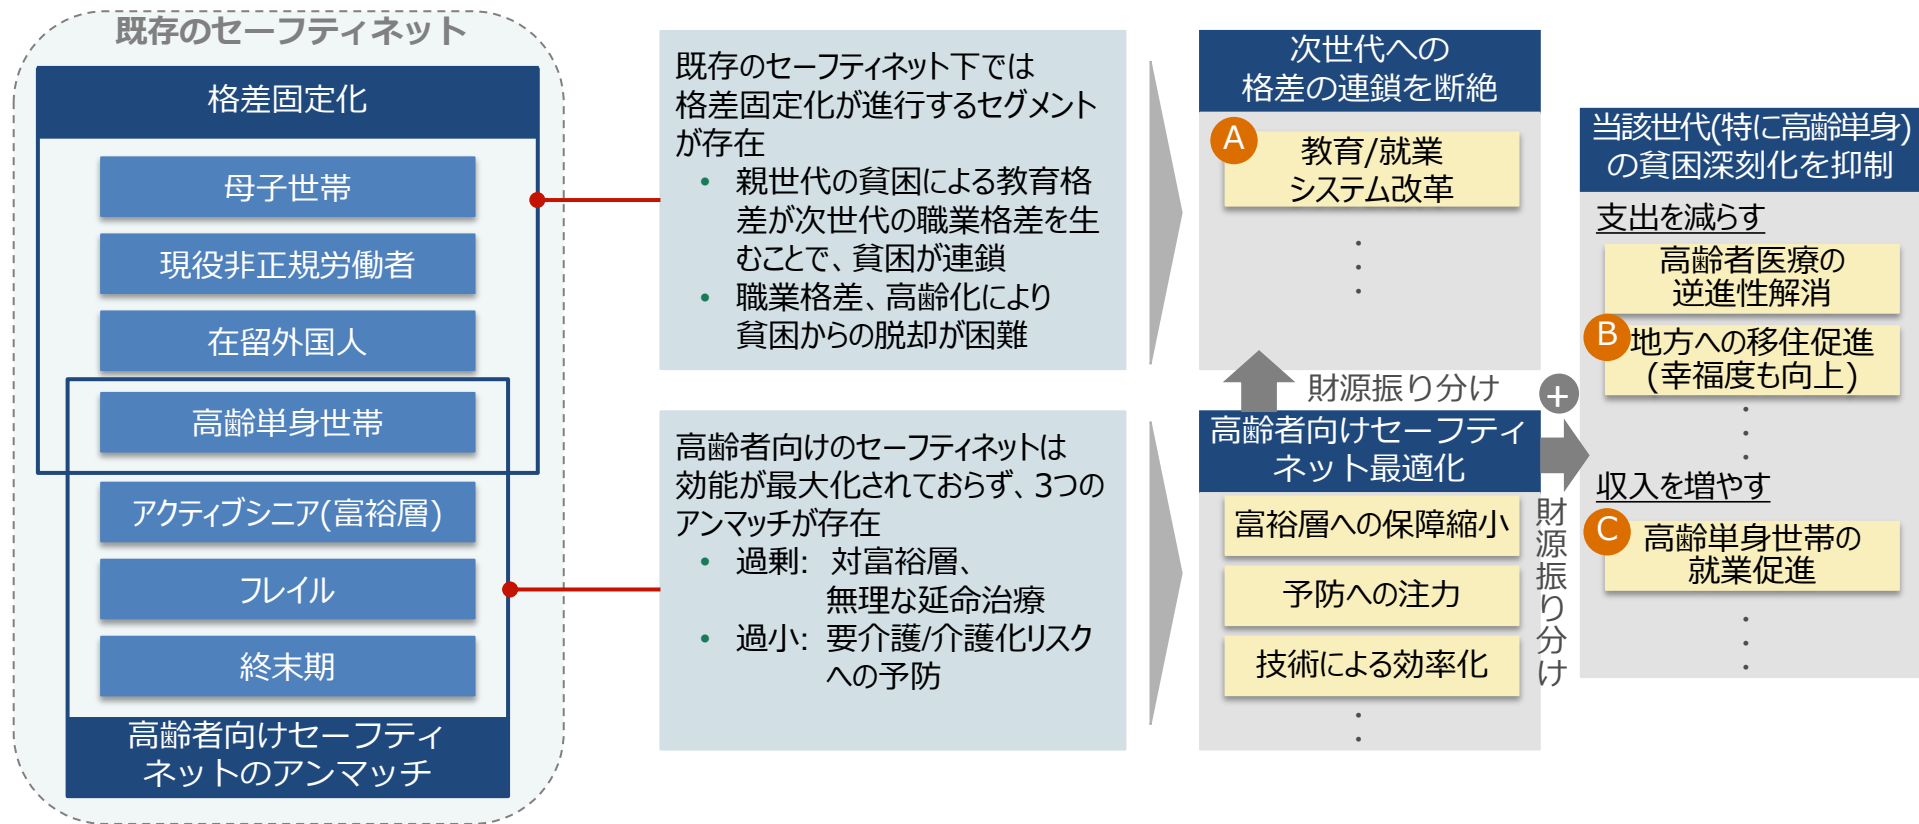 既存のセーフティネット
格差固定化
母子世帯
現役非正規労働者
在留外国人
高齢単身世帯
アクティブシニア(富裕層)
フレイル
終末期
高齢者向けセーフティ
ネットのアンマッチ
既存のセーフティネット下では
格差固定化が進行するセグメント
が存在
• 親世代の貧困による教育格
差が次世代の職業格差を生
むことで、貧困が連鎖
• 職業格差、高齢化により
貧困からの脱却が困難
高齢者向けのセーフティネットは
効能が最大化されておらず、3つの
アンマッチが存在
• 過剰: 対富裕層、
無理な延命治療
• 過小: 要介護/介護化リスク
への予防
次世代への
格差の連鎖を断絶
A
教育/就業
システム改革
・
・
・
財源振り分け
+
高齢者向けセーフティ
ネット最適化
富裕層への保障縮小
予防への注力
技術による効率化
・
・
財源振り分け
当該世代(特に高齢単身)
の貧困深刻化を抑制
支出を減らす
高齢者医療の
逆進性解消
B
地方への移住促進
(幸福度も向上)
・
・
・
収入を増やす
C
高齢単身世帯の
就業促進
・
・
・